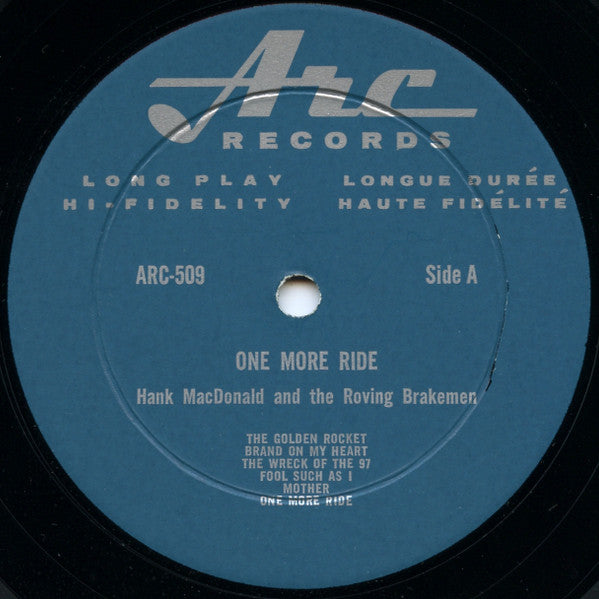 Arc
RECORDS
LONG PLAY LONGUE DURÉE
HI-FIDELITY HAUTE FIDÉLITÉ
ARC-509 Side A
ONE MORE RIDE
Hank MacDonald and the Roving Brakemen
THE GOLDEN ROCKET
BRAND ON MY HEART
THE WRECK OF THE 97
FOOL SUCH AS I
MOTHER
ONE MORE RIDE